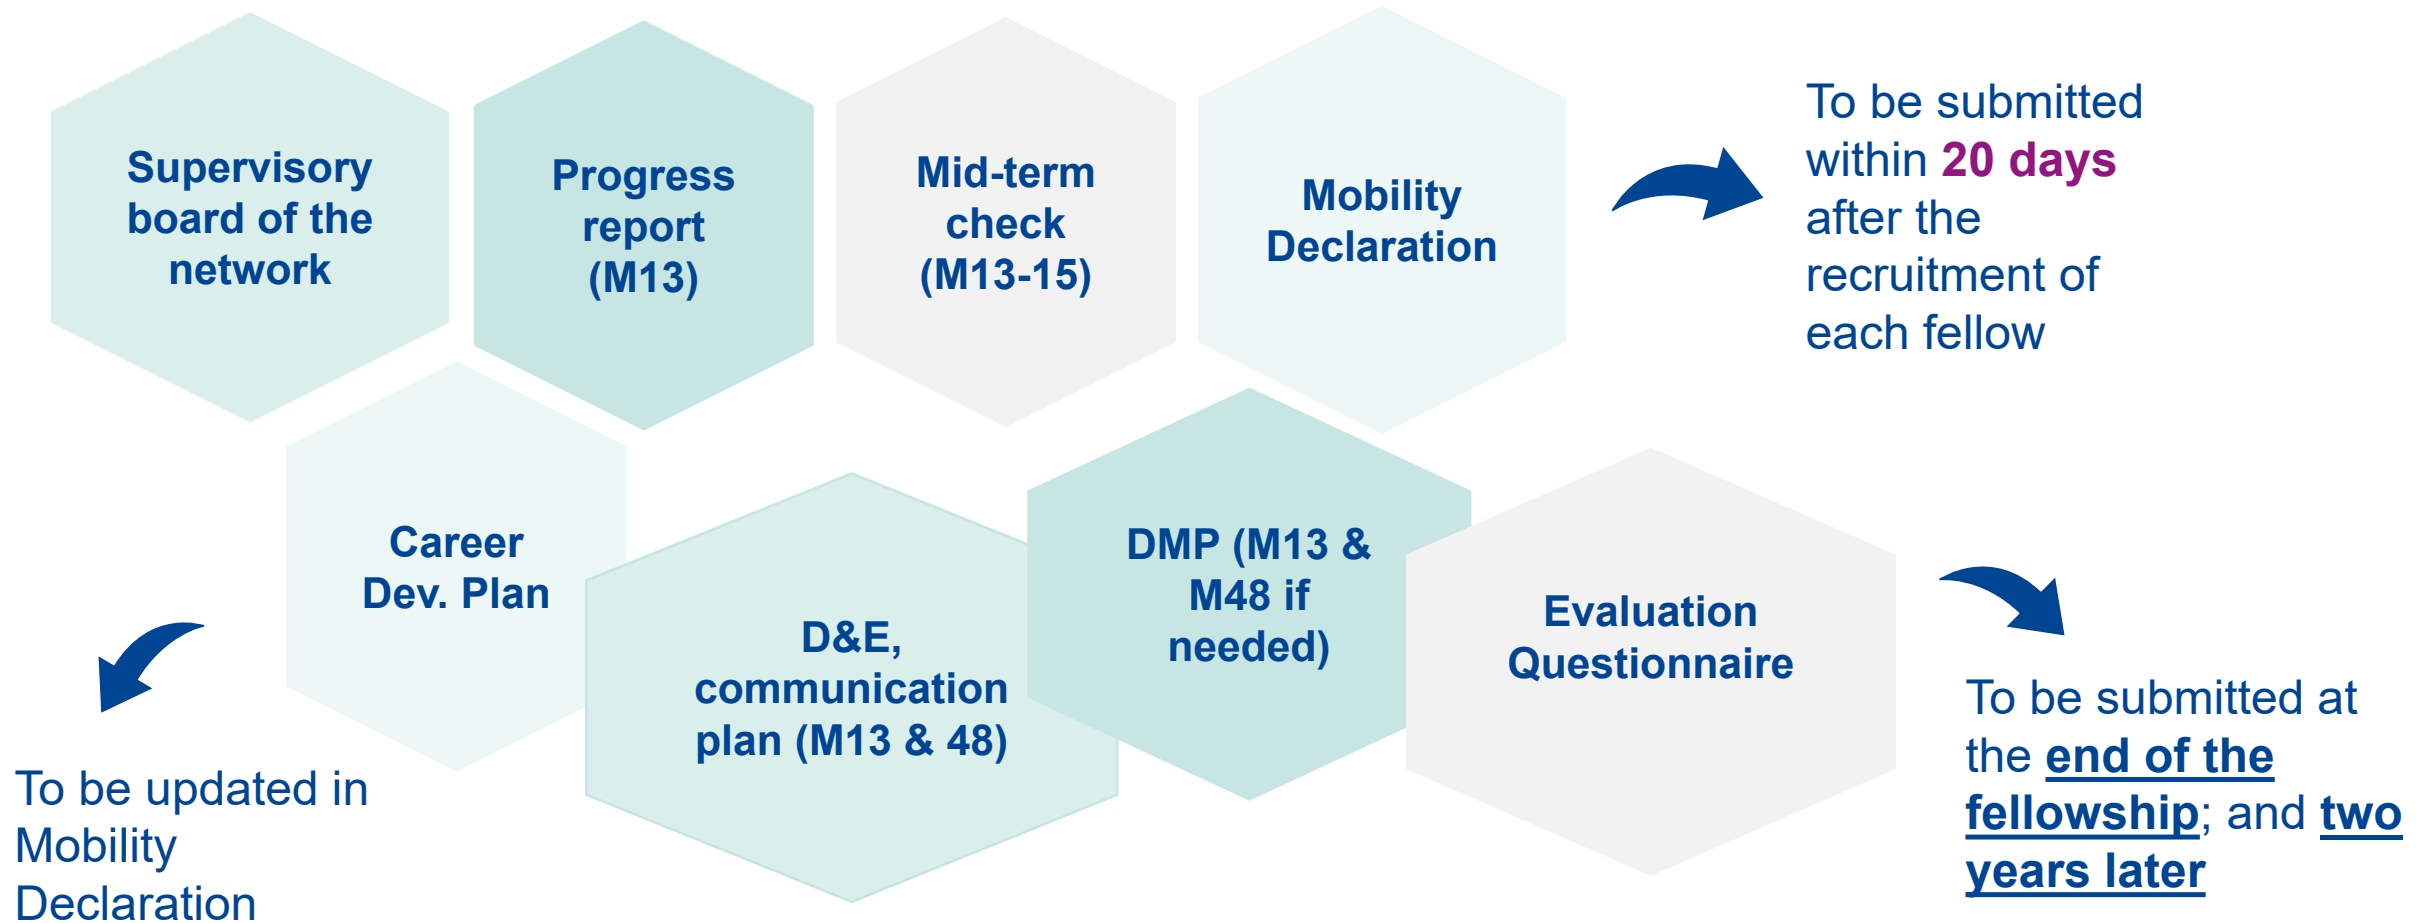 Supervisory
board of the
network
Progress
report
(M13)
Mid-term
check
(M13-15)
Mobility
Declaration
To be submitted
within 20 days
after the
recruitment of
each fellow
Career
Dev. Plan
To be updated in
Mobility
Declaration
D&E,
communication
plan (M13 & 48)
DMP (M13 &
M48 if
needed)
Evaluation
Questionnaire
To be submitted at
the end of the
fellowship; and two
years later